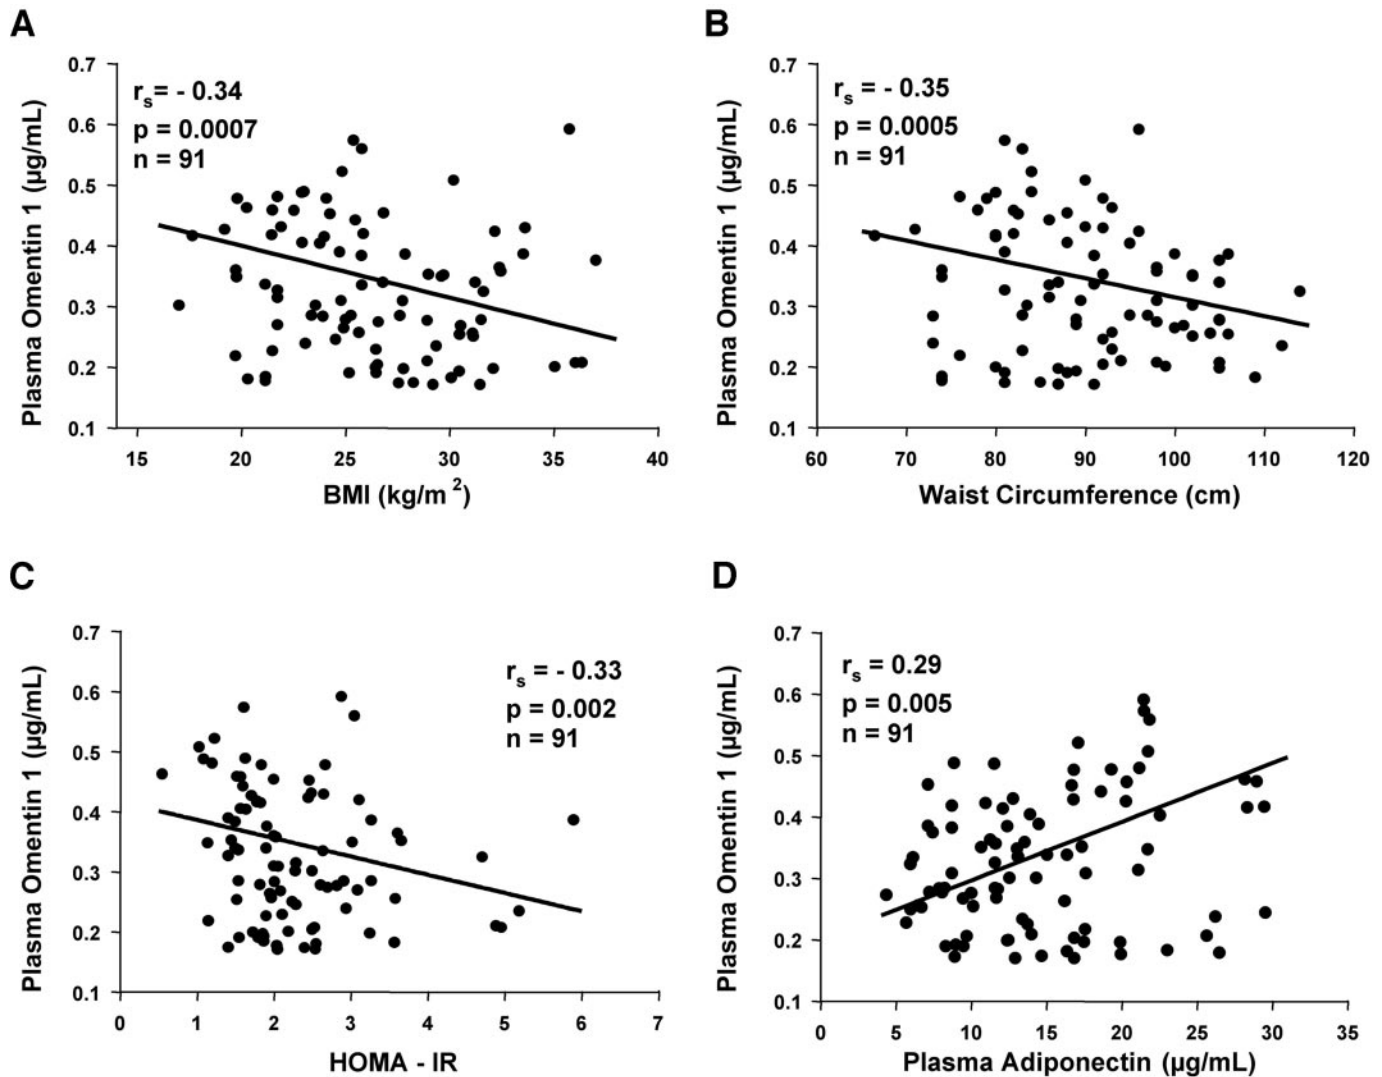 A
Plasma Omentin 1 (µg/mL)
0.7
0.6
0.5
0.4
0.3
0.2
0.1
rs= - 0.34
p = 0.0007
n = 91
15 20 25 30 35 40
BMI (kg/m 2)
B
Plasma Omentin 1 (µg/mL)
0.7
0.6
0.5
0.4
0.3
0.2
0.1
rs = - 0.35
p = 0.0005
n = 91
60 70 80 90 100 110 120
Waist Circumference (cm)
C
Plasma Omentin 1 (µg/mL)
0.7
0.6
0.5
0.4
0.3
0.2
0.1
rs = - 0.33
p = 0.002
n = 91
0 1 2 3 4 5 6 7
HOMA - IR
D
Plasma Omentin 1 (µg/mL)
0.7
0.6
0.5
0.4
0.3
0.2
0.1
rs = 0.29
p = 0.005
n = 91
0 5 10 15 20 25 30 35
Plasma Adiponectin (µg/mL)